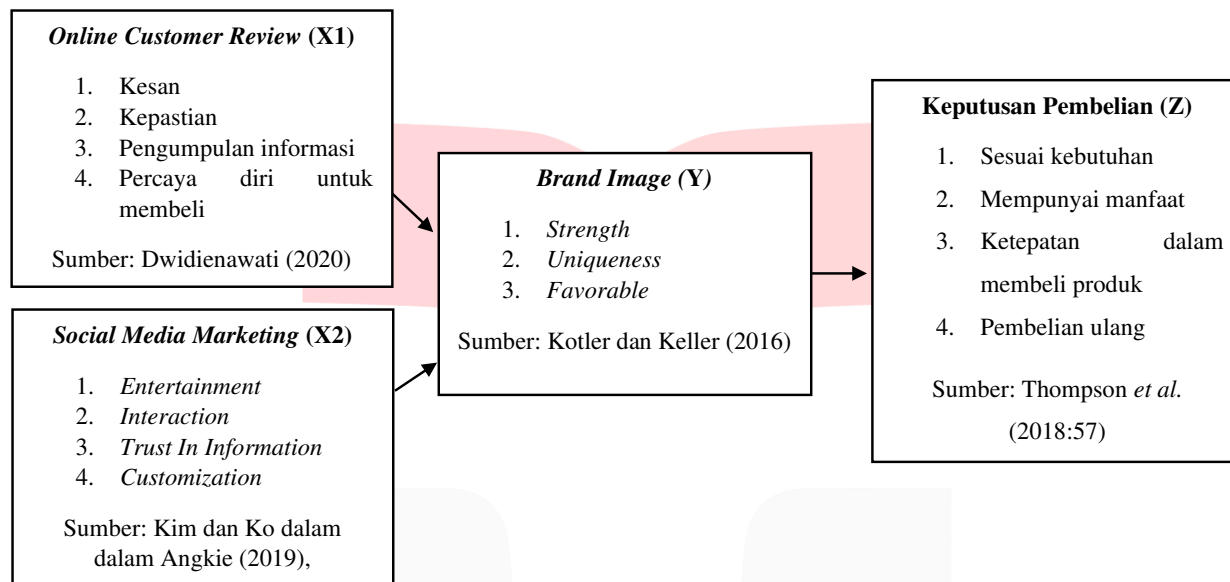 Online Customer Review (X1)
1. Kesan
2. Kepastian
3. Pengumpulan informasi
4. Percaya diri untuk
membeli
Sumber: Dwidienawati (2020)
Social Media Marketing (X2)
1. Entertainment
2. Interaction
3. Trust In Information
4. Customization
Sumber: Kim dan Ko dalam
dalam Angkie (2019),
Brand Image (Y)
1. Strength
2. Uniqueness
3. Favorable
Sumber: Kotler dan Keller (2016)
Keputusan Pembelian (Z)
1. Sesuai kebutuhan
2. Mempunyai manfaat
3. Ketepatan dalam
membeli produk
4. Pembelian ulang
Sumber: Thompson et al.
(2018:57)